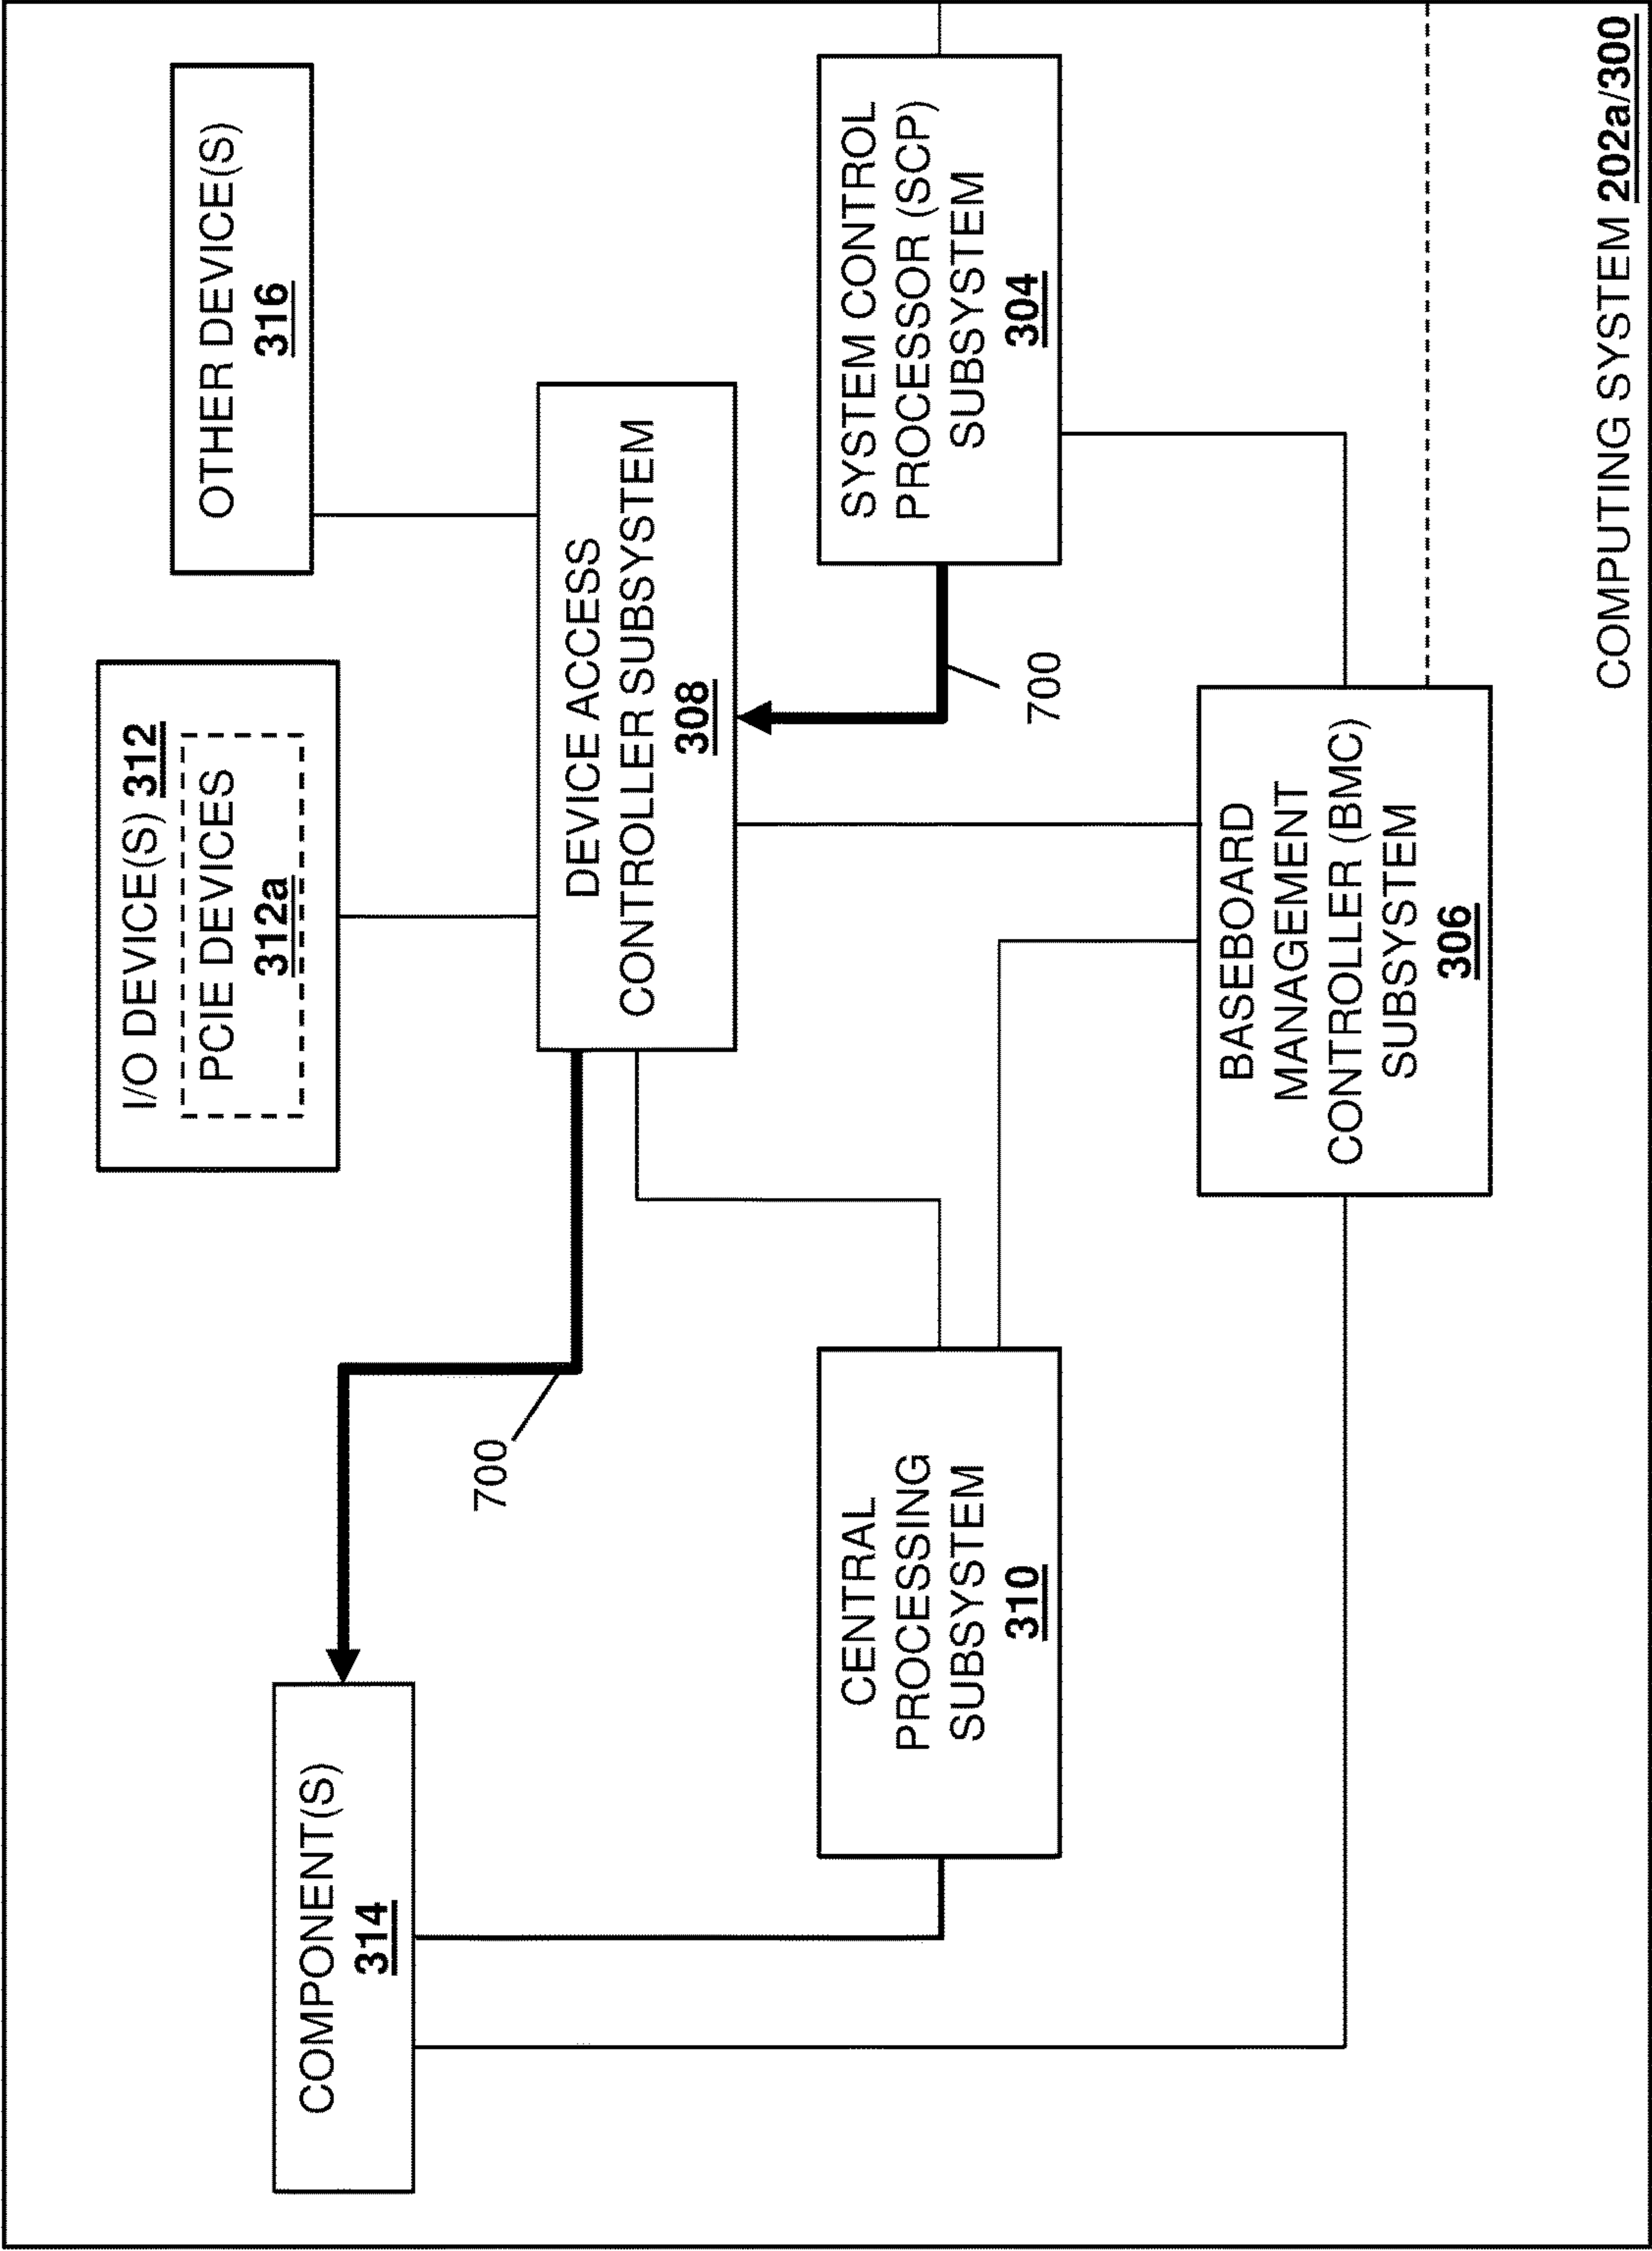 I/O DEVICE(S) 312
PCIE DEVICES
312a
OTHER DEVICE(S)
316
COMPONENT(S)
314
DEVICE ACCESS
CONTROLLER SUBSYSTEM
308
700
700
CENTRAL
PROCESSING
SUBSYSTEM
310
SYSTEM CONTROL
PROCESSOR (SCP)
SUBSYSTEM
304
BASEBOARD
MANAGEMENT
CONTROLLER (BMC)
SUBSYSTEM
306
COMPUTING SYSTEM 202a/300